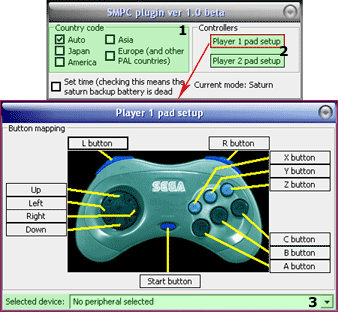 SMPC plugin ver 1.0 beta
Country code
1
Controllers
Auto
Asia
Japan
Europe (and other
PAL countries)
America
Player 1 pad setup
2
Player 2 pad setup
Set time (checking this means the
saturn backup battery is dead
Current mode: Saturn
Player 1 pad setup
Button mapping
L button
R button
SEGA
X button
Y button
Z button
Up
Left
Right
Down
C button
B button
A button
Start button
Selected device:
No peripheral selected
3